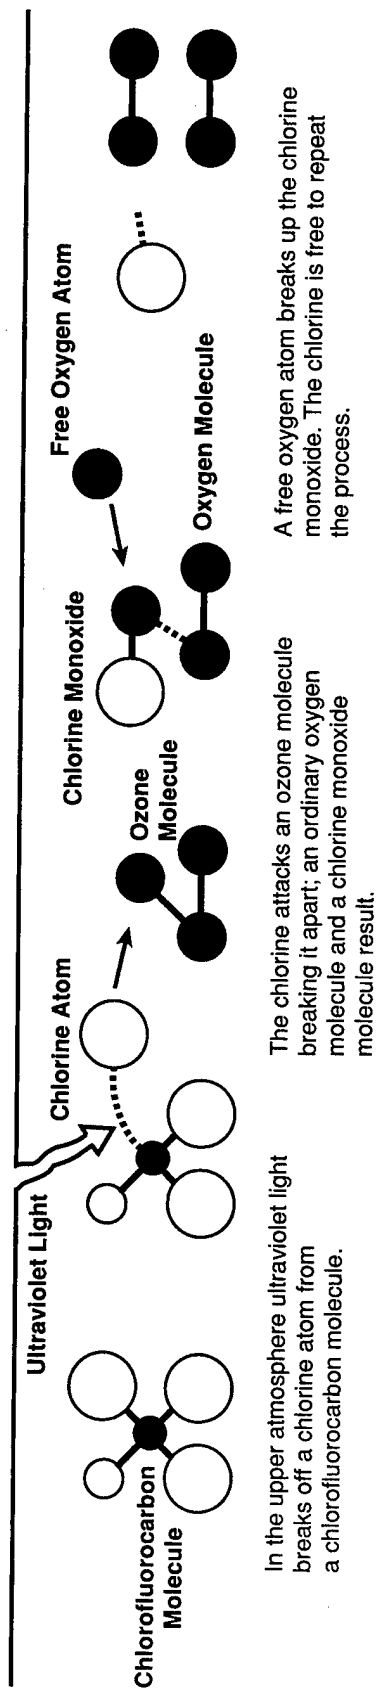 Ultraviolet Light
Chlorofluorocarbon
Molecule
Chlorine Atom
Ozone
Molecule
Chlorine Monoxide
Free Oxygen Atom
Oxygen Molecule
In the upper atmosphere ultraviolet light
breaks off a chlorine atom from
a chlorofluorocarbon molecule.
The chlorine attacks an ozone molecule
breaking it apart; an ordinary oxygen
molecule and a chlorine monoxide
molecule result.
A free oxygen atom breaks up the chlorine
monoxide. The chlorine is free to repeat
the process.